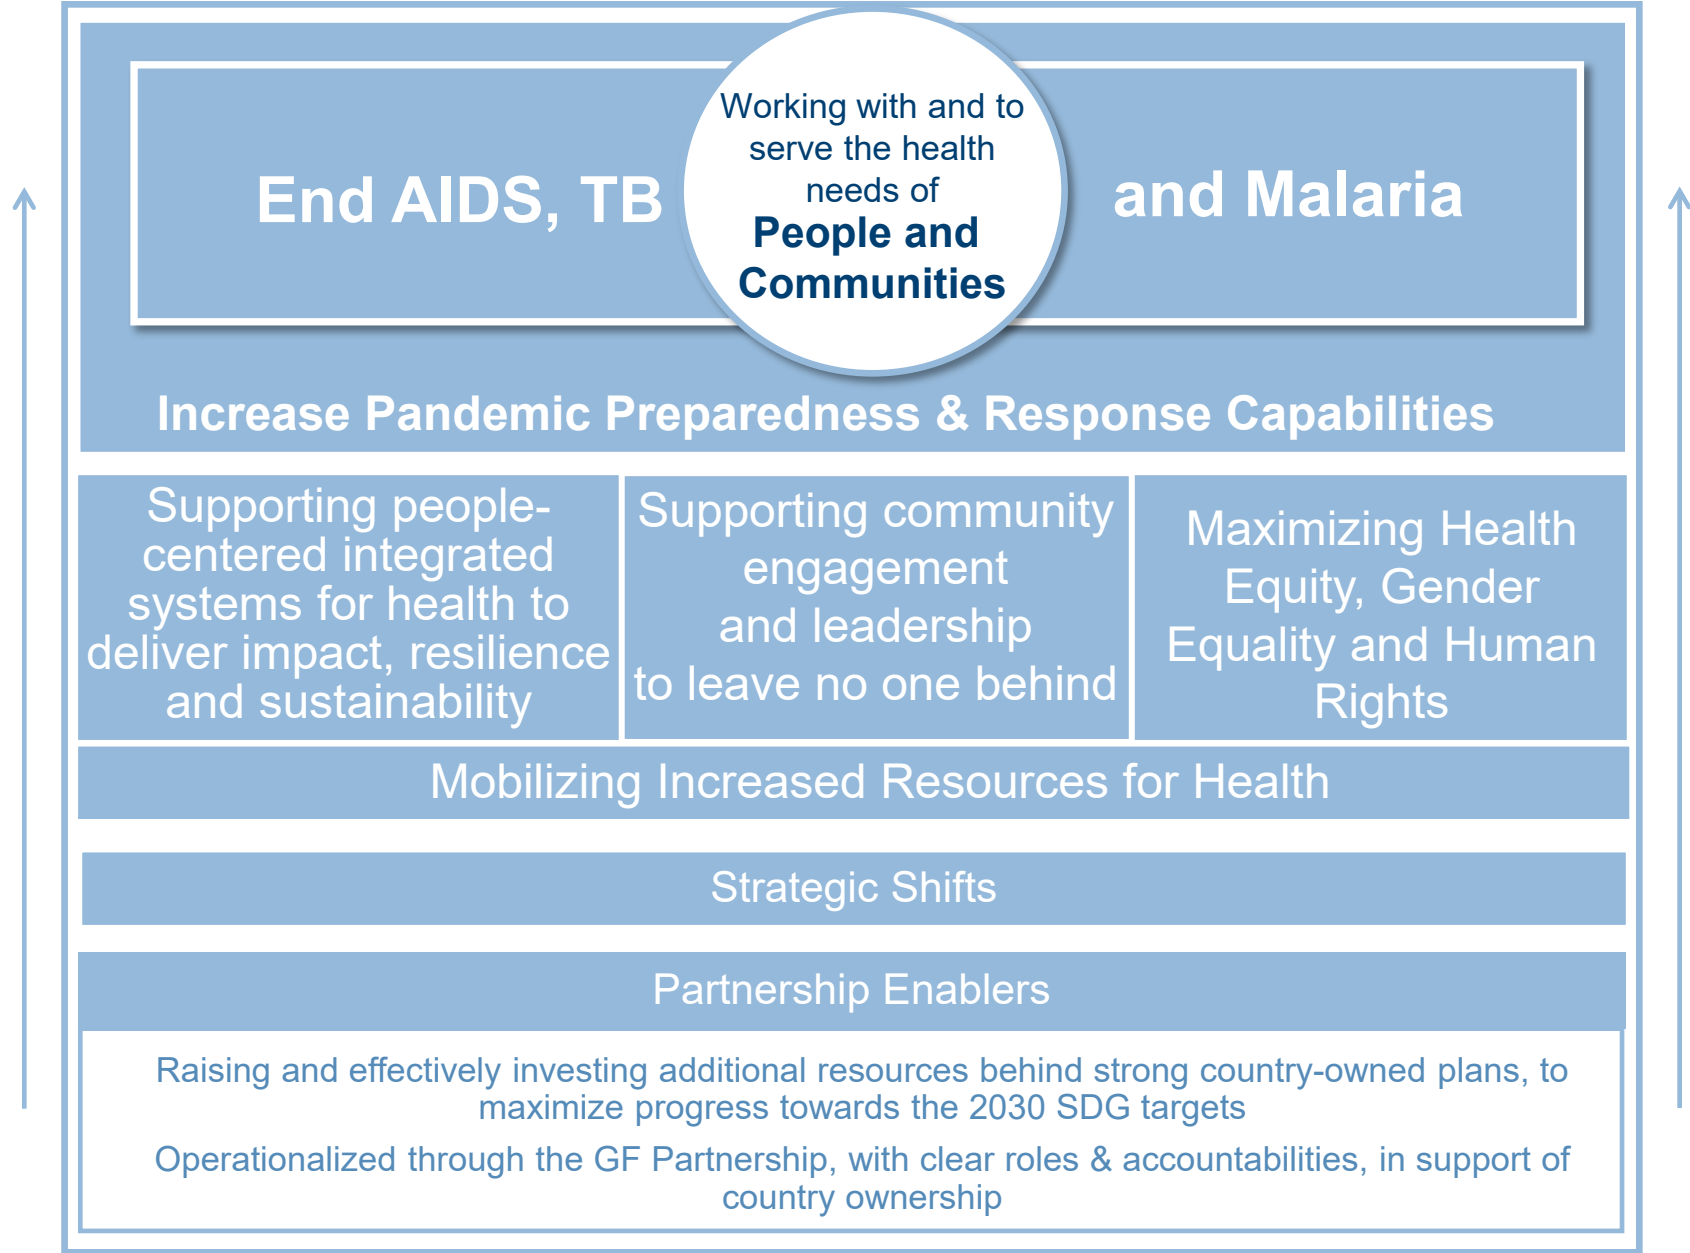 Working with and to
serve the health
needs of
People and
Communities
End AIDS, TB
and Malaria
Increase Pandemic Preparedness & Response Capabilities
Supporting people-
centered integrated
systems for health to
deliver impact, resilience
and sustainability
Supporting community
engagement
and leadership
to leave no one behind
Maximizing Health
Equity, Gender
Equality and Human
Rights
Mobilizing Increased Resources for Health
Strategic Shifts
Partnership Enablers
Raising and effectively investing additional resources behind strong country-owned plans, to
maximize progress towards the 2030 SDG targets
Operationalized through the GF Partnership, with clear roles & accountabilities, in support of
country ownership